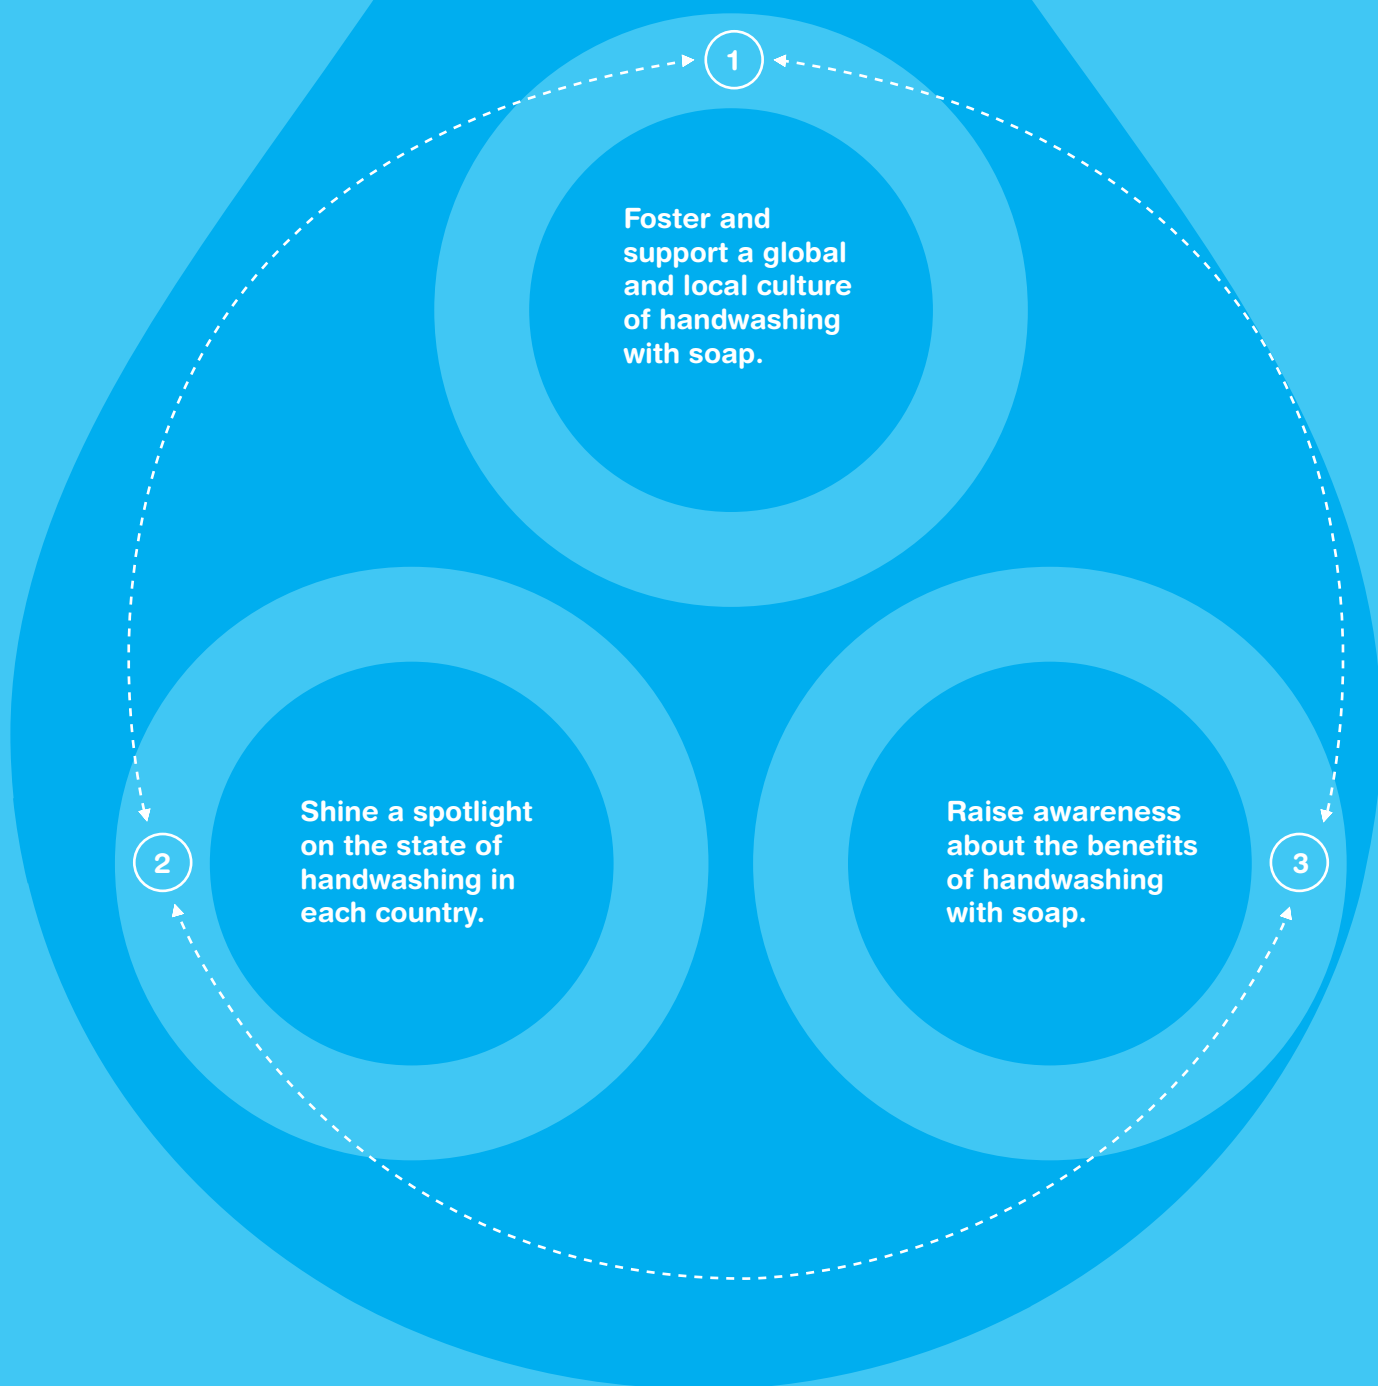 1
Foster and
support a global
and local culture
of handwashing
with soap.
2
Shine a spotlight
on the state of
handwashing in
each country.
3
Raise awareness
about the benefits
of handwashing
with soap.